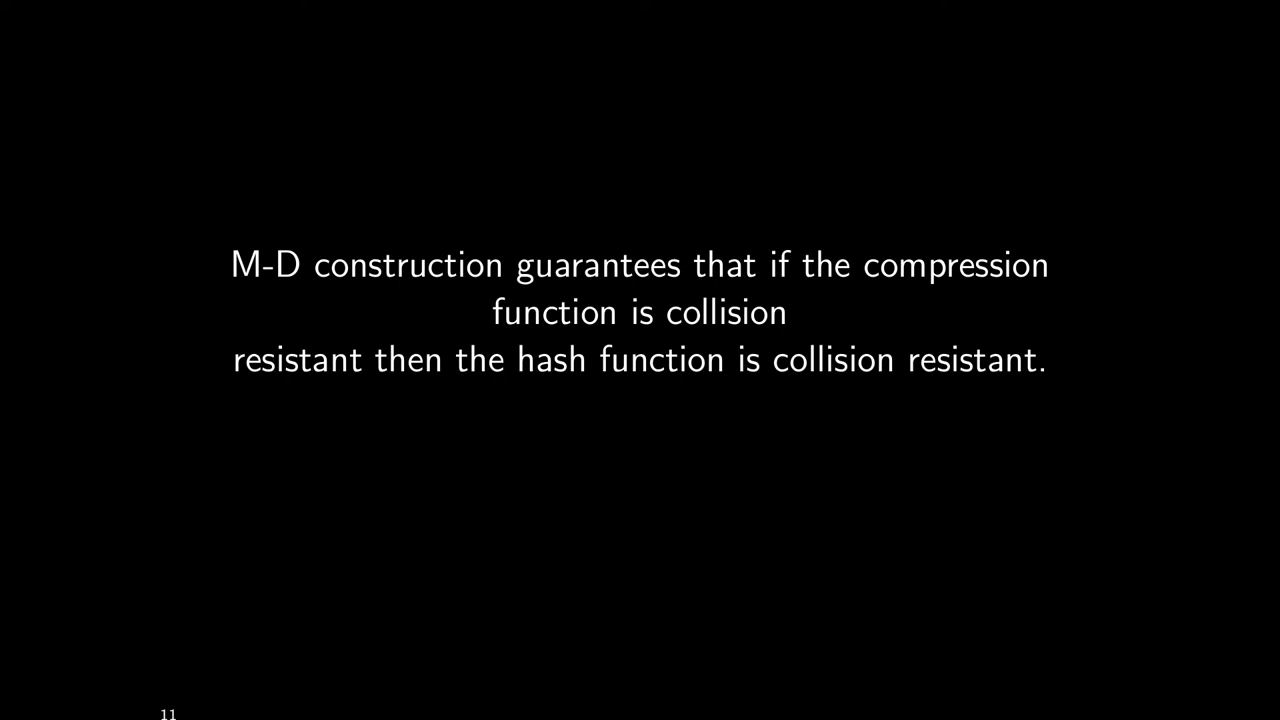 M-D construction guarantees that if the compression
function is collision
resistant then the hash function is collision resistant.
11